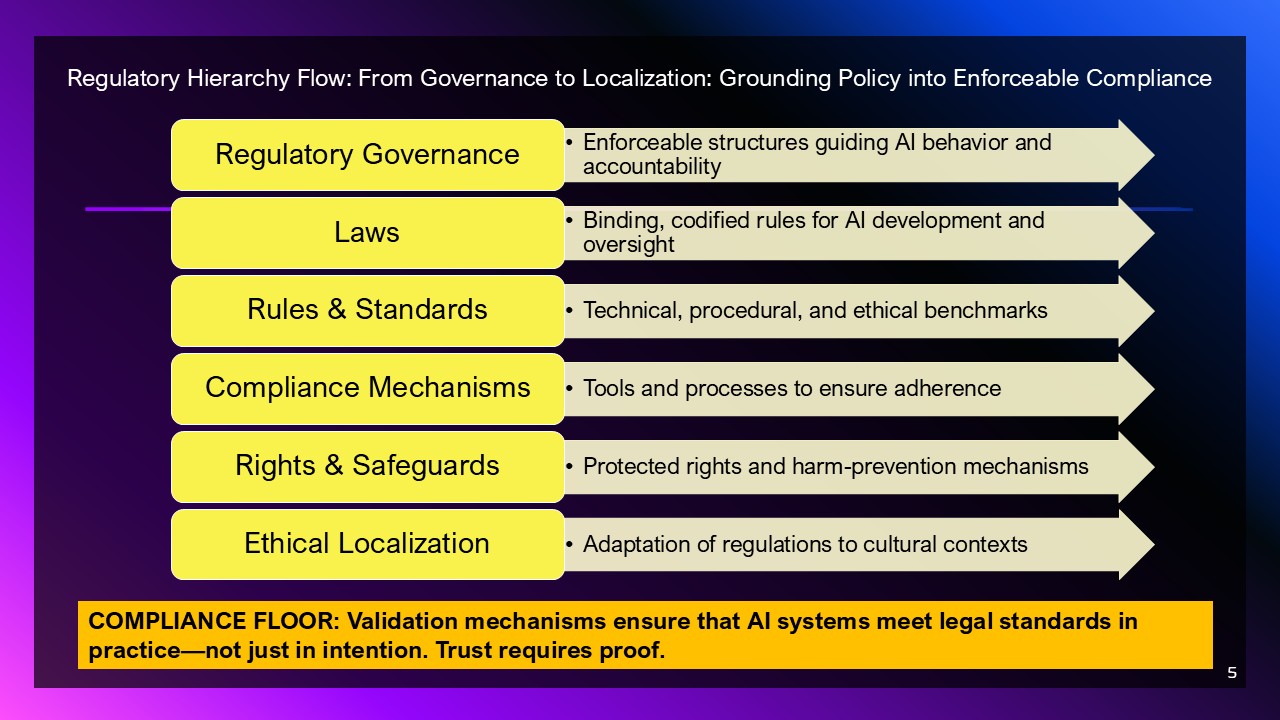 Regulatory Hierarchy Flow: From Governance to Localization: Grounding Policy into Enforceable Compliance
Regulatory Governance
• Enforceable structures guiding AI behavior and
accountability
Laws
• Binding, codified rules for AI development and
oversight
Rules & Standards
• Technical, procedural, and ethical benchmarks
Compliance Mechanisms
• Tools and processes to ensure adherence
Rights & Safeguards
• Protected rights and harm-prevention mechanisms
Ethical Localization
• Adaptation of regulations to cultural contexts
COMPLIANCE FLOOR: Validation mechanisms ensure that AI systems meet legal standards in
practice—not just in intention. Trust requires proof.
5